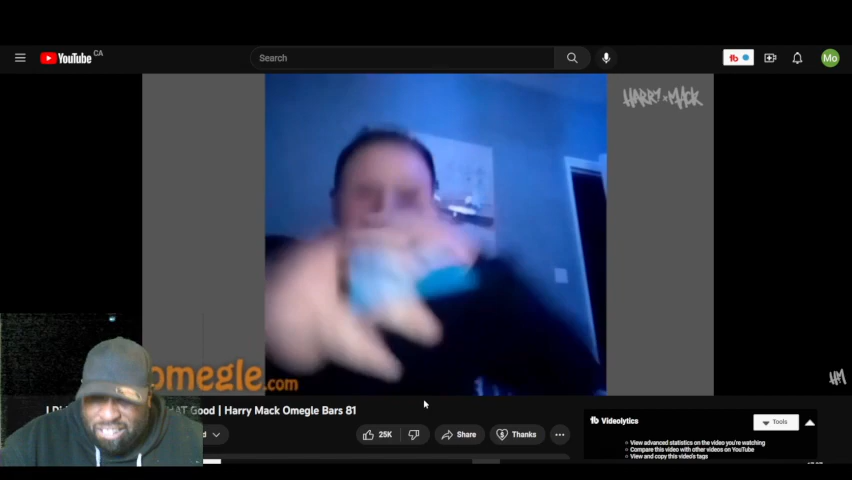 YouTube CA
Search
Mo
HARRY MACK
omegle.com
HM
THAT Good | Harry Mack Omegle Bars 81
25K
Share
Thanks
Videolytics
Tools
View advanced statistics on the video you're watching
Compare this video with other videos on YouTube
View and copy this video's tags